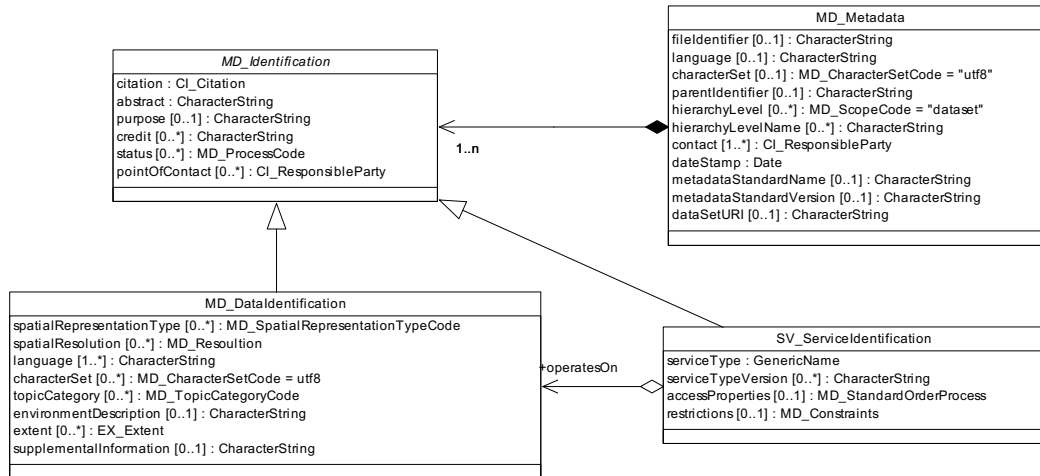 MD_Metadata
fileIdentifier [0..1] : CharacterString
language [0..1] : CharacterString
characterSet [0..1] : MD_CharacterSetCode = "utf8"
parentIdentifier [0..1] : CharacterString
hierarchyLevel [0..*] : MD_ScopeCode = "dataset"
hierarchyLevelName [0..*] : CharacterString
contact [1..*] : CI_ResponsibleParty
dateStamp : Date
metadataStandardName [0..1] : CharacterString
metadataStandardVersion [0..1] : CharacterString
dataSetURI [0..1] : CharacterString
MD_Identification
citation : CI_Citation
abstract : CharacterString
purpose [0..1] : CharacterString
credit [0..*] : CharacterString
status [0..*] : MD_ProcessCode
pointOfContact [0..*] : CI_ResponsibleParty
1..n
MD_DataIdentification
spatialRepresentationType [0..*] : MD_SpatialRepresentationTypeCode
spatialResolution [0..*] : MD_Resoultion
language [1..*] : CharacterString
characterSet [0..*] : MD_CharacterSetCode = utf8
topicCategory [0..*] : MD_TopicCategoryCode
environmentDescription [0..1] : CharacterString
extent [0..*] : EX_Extent
supplementalInformation [0..1] : CharacterString
+operatesOn
SV_ServiceIdentification
serviceType : GenericName
serviceTypeVersion [0..*] : CharacterString
accessProperties [0..1] : MD_StandardOrderProcess
restrictions [0..1] : MD_Constraints